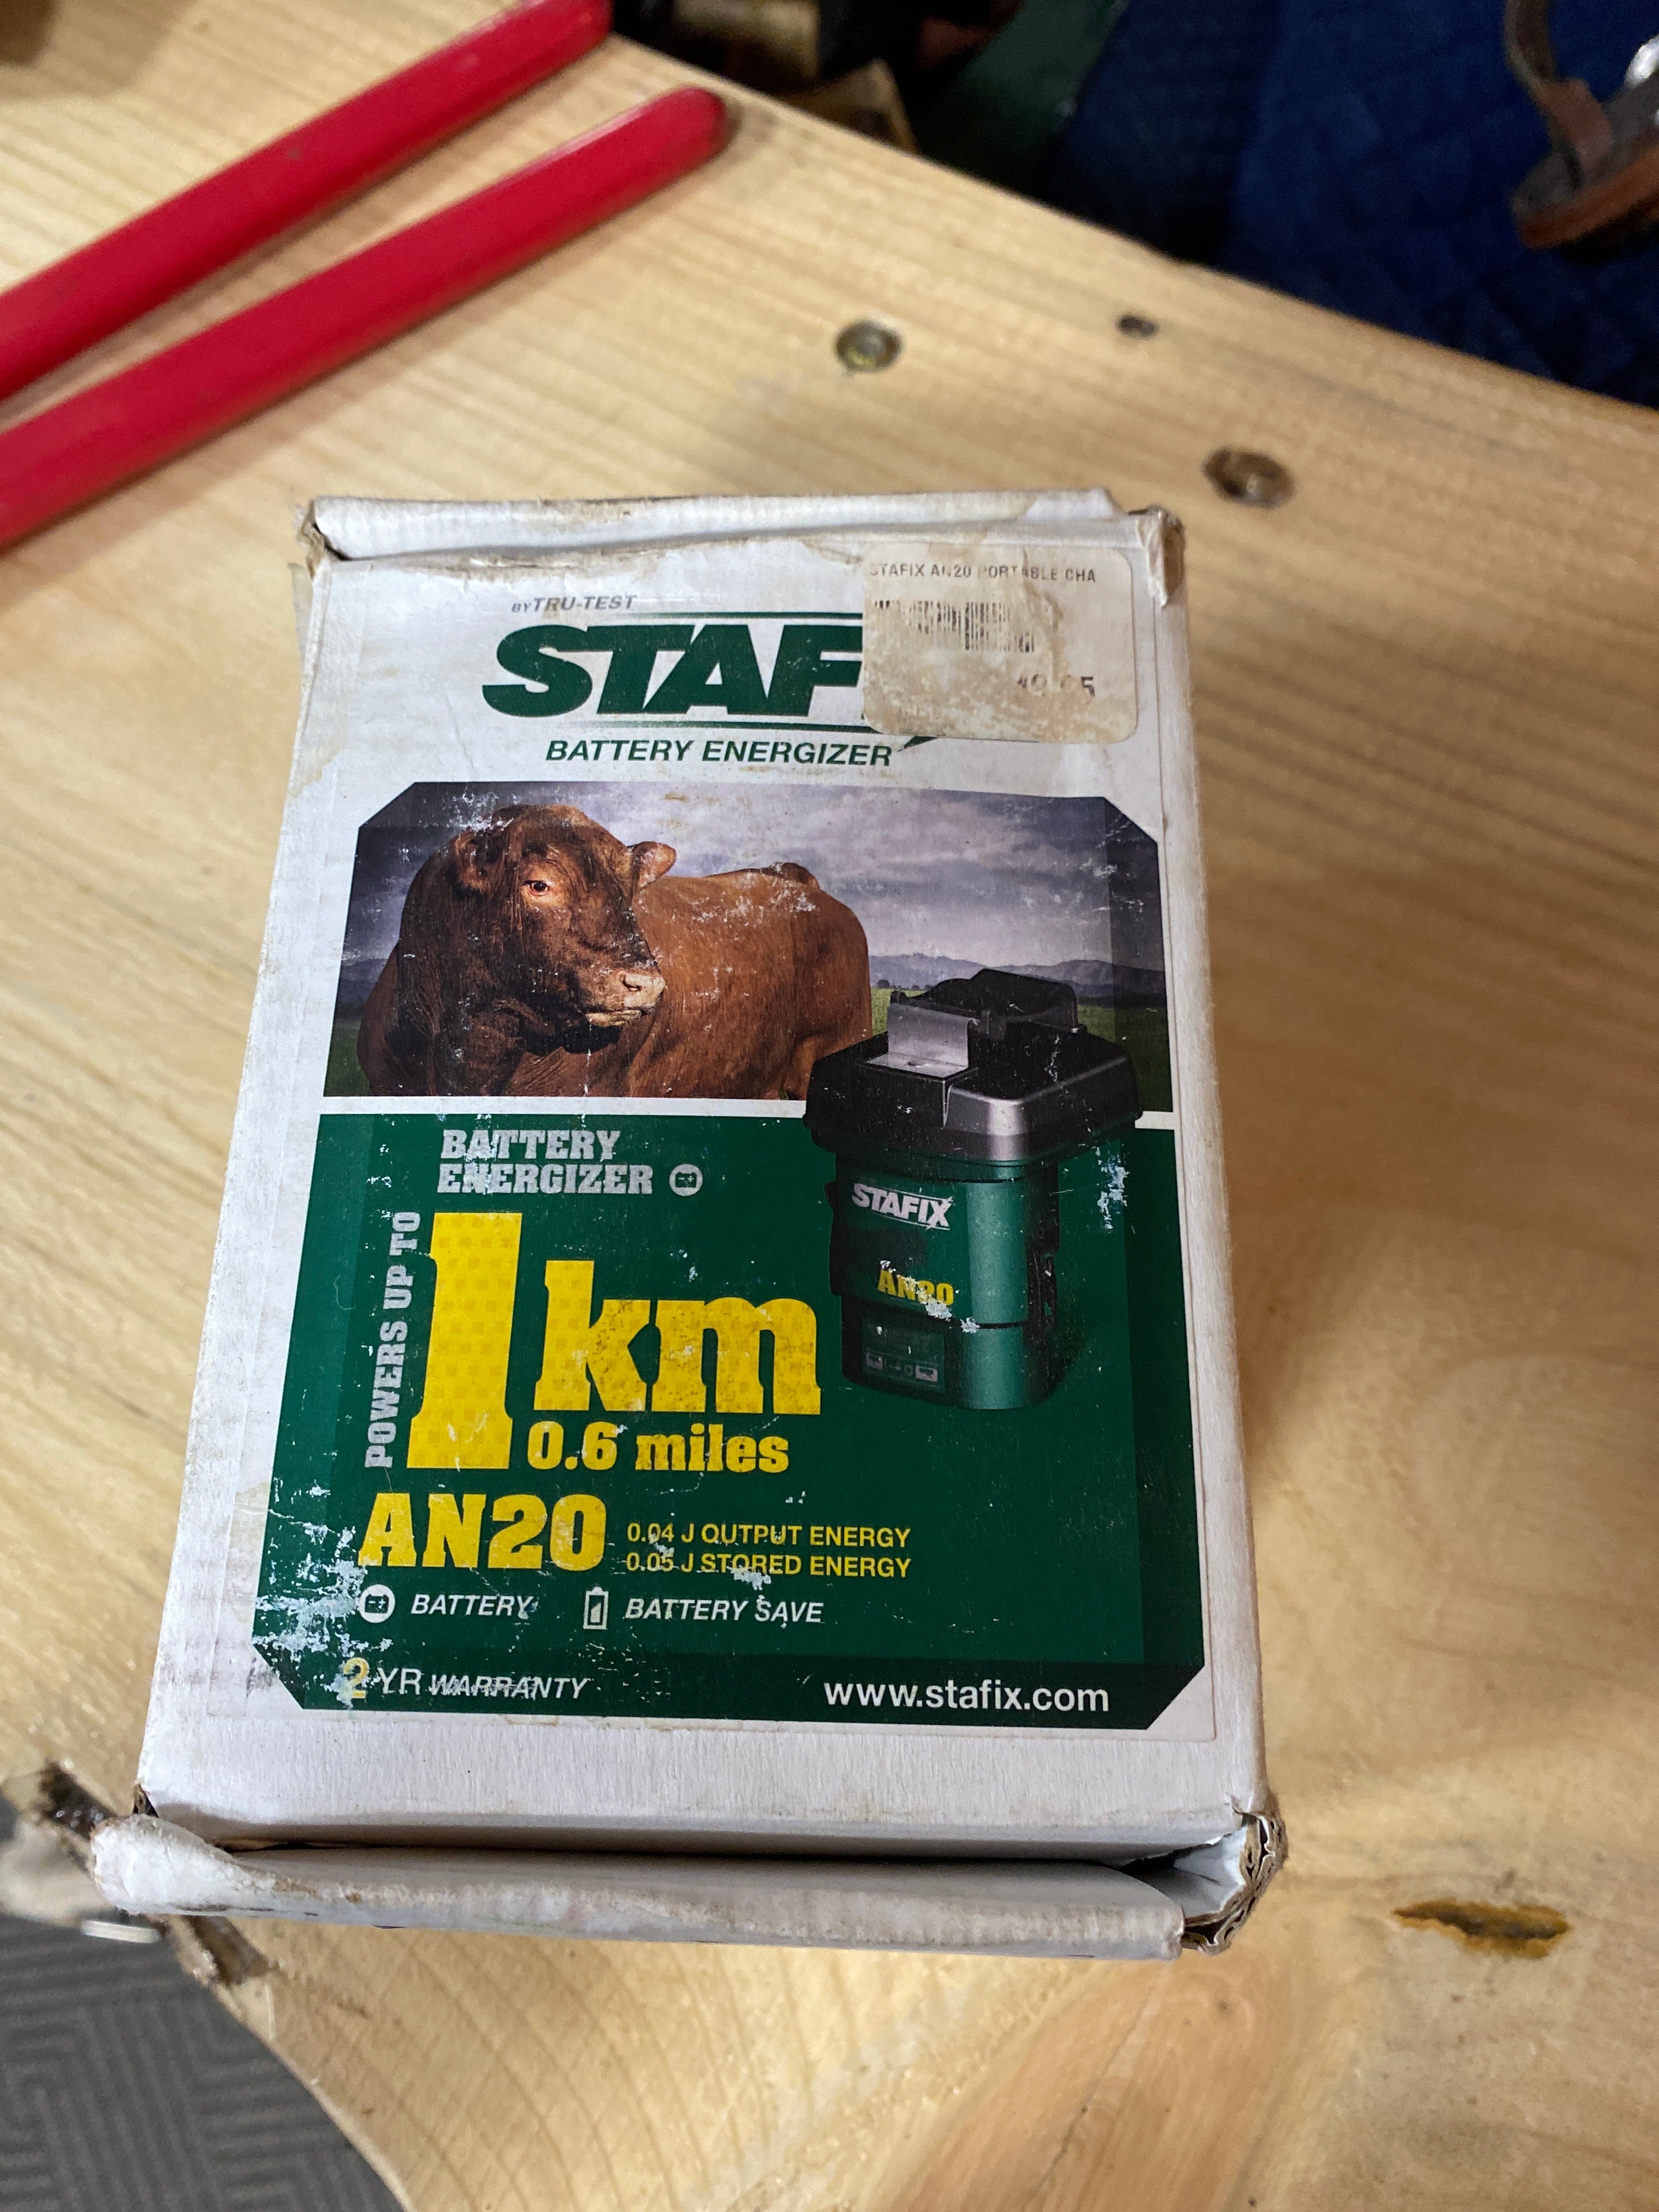 BY TRU-TEST
STAFIX AN20 PORTABLE CHA
STAF
BATTERY ENERGIZER
BATTERY
ENERGIZER
STAFIX
AN20
POWERS UP TO
1km
0.6 miles
AN20
0.04 J OUTPUT ENERGY
0.05 J STORED ENERGY
BATTERY
BATTERY SAVE
2 YR WARRANTY
www.stafix.com